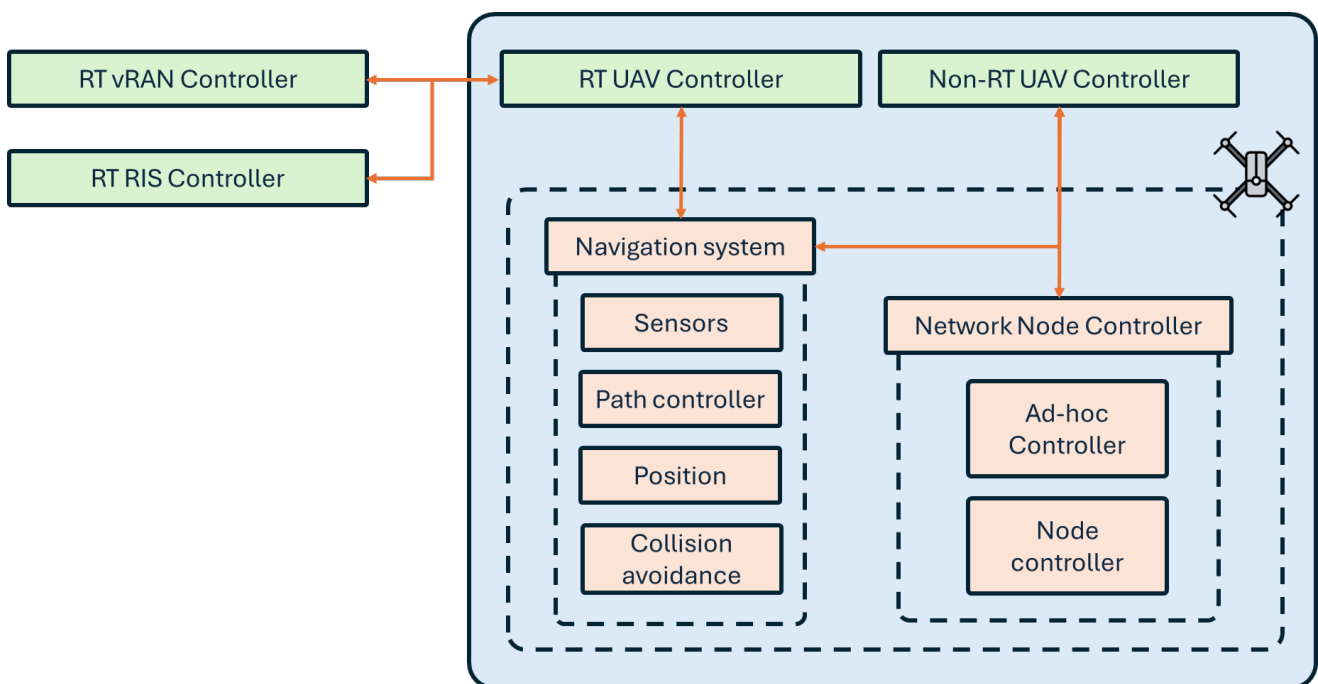 RT vRAN Controller
RT UAV Controller
Non-RT UAV Controller
RT RIS Controller
Navigation system
Sensors
Path controller
Position
Collision
avoidance
Network Node Controller
Ad-hoc
Controller
Node
controller